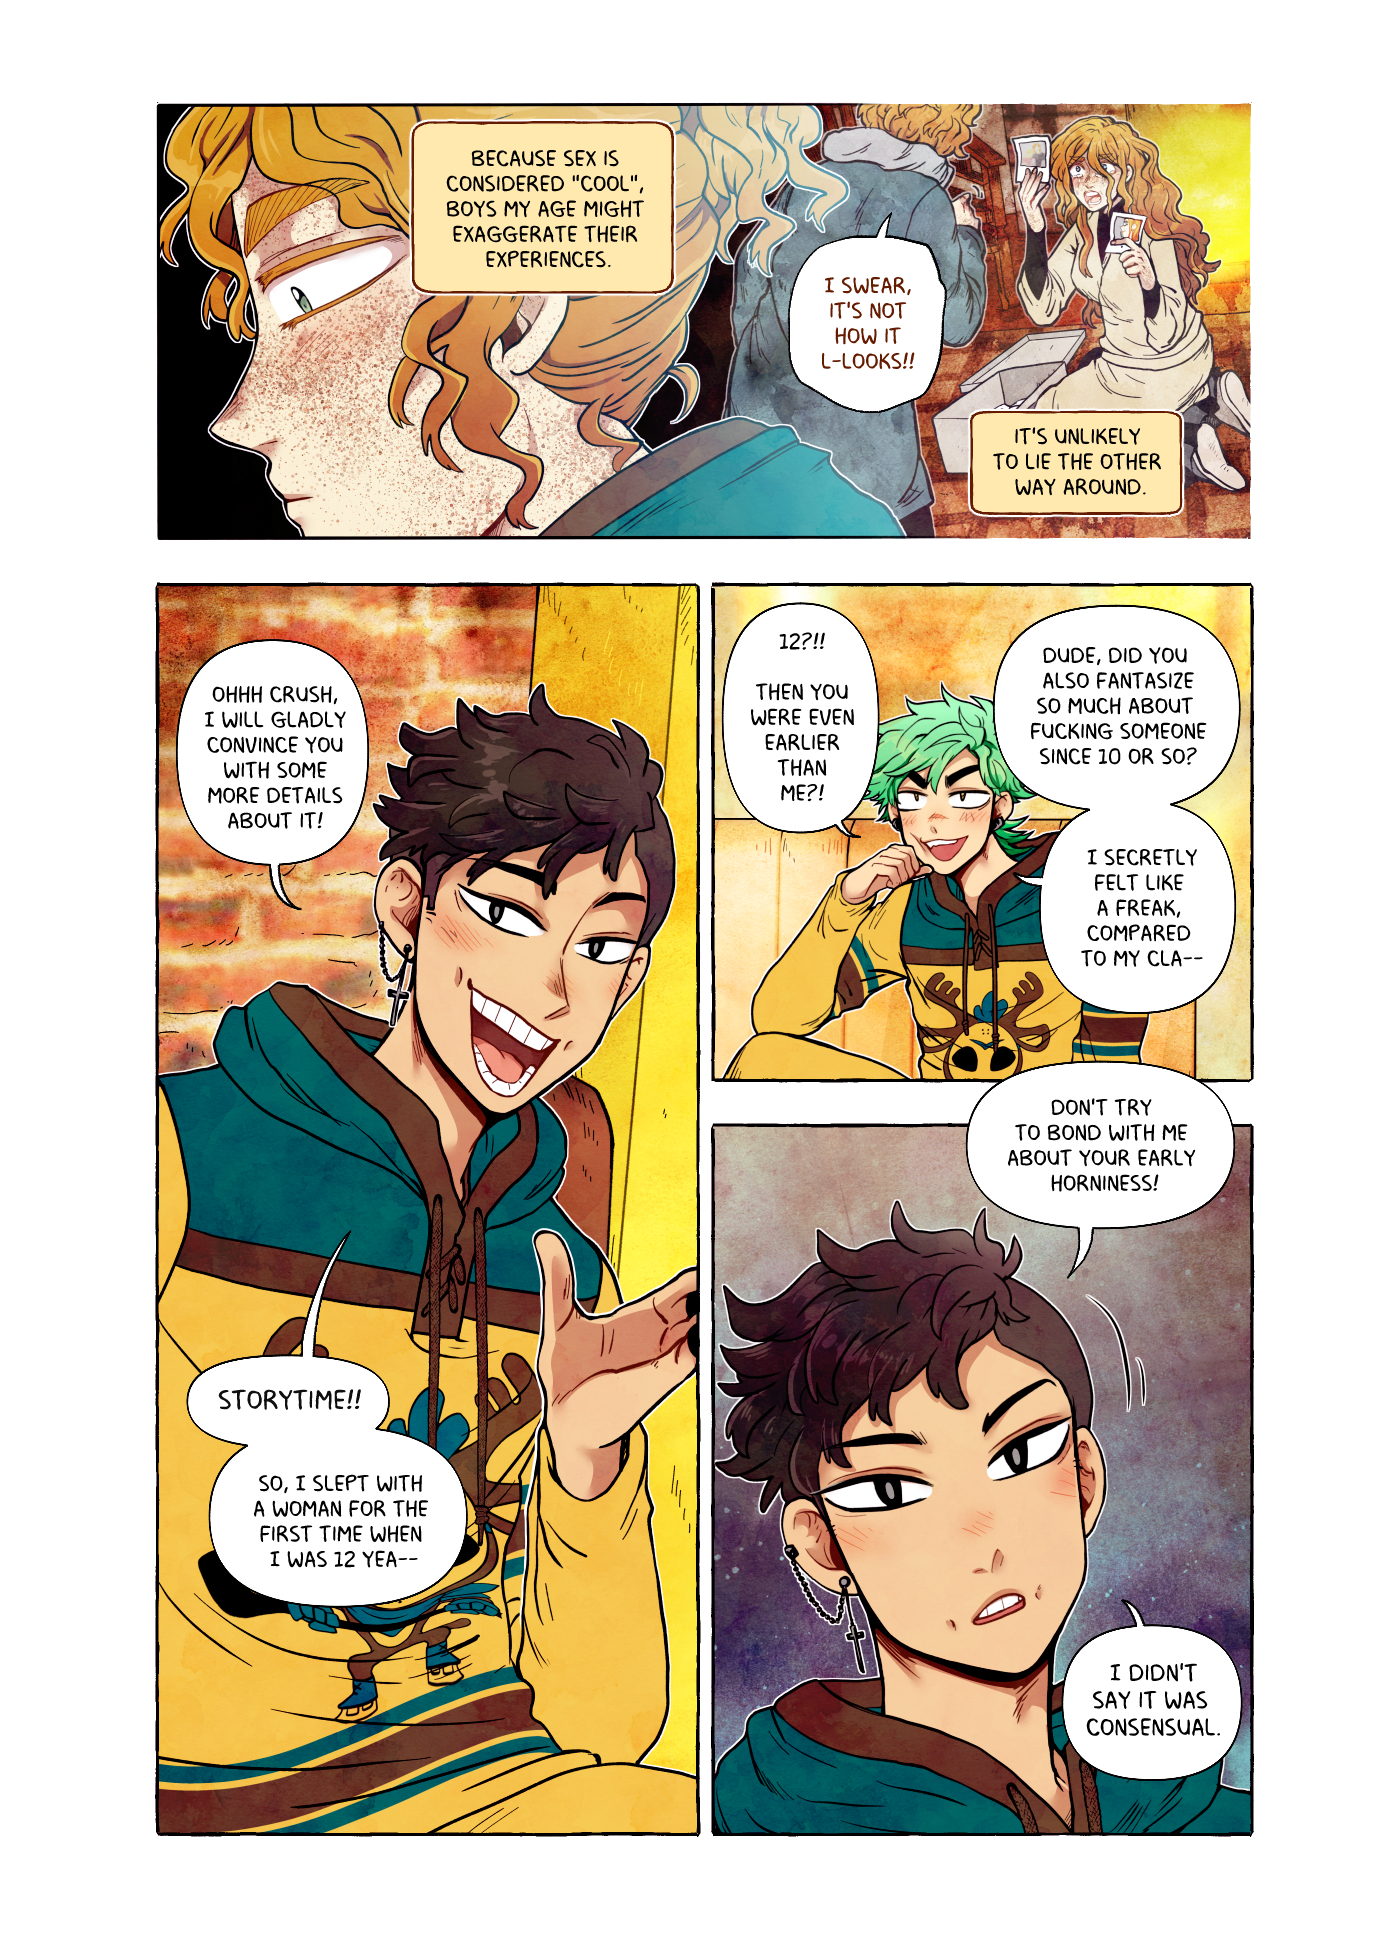 BECAUSE SEX IS
CONSIDERED "COOL",
BOYS MY AGE MIGHT
EXAGGERATE THEIR
EXPERIENCES.
I SWEAR,
IT'S NOT
HOW IT
L-LOOKS!!
IT'S UNLIKELY
TO LIE THE OTHER
WAY AROUND.
OHHH CRUSH,
I WILL GLADLY
CONVINCE YOU
WITH SOME
MORE DETAILS
ABOUT IT!
STORYTIME!!
SO, I SLEPT WITH
A WOMAN FOR THE
FIRST TIME WHEN
I WAS 12 YEA--
12?!!
THEN YOU
WERE EVEN
EARLIER
THAN
ME?!
DUDE, DID YOU
ALSO FANTASIZE
SO MUCH ABOUT
FUCKING SOMEONE
SINCE 10 OR SO?
I SECRETLY
FELT LIKE
A FREAK,
COMPARED
TO MY CLA--
DON'T TRY
TO BOND WITH ME
ABOUT YOUR EARLY
HORNINESS!
I DIDN'T
SAY IT WAS
CONSENSUAL.